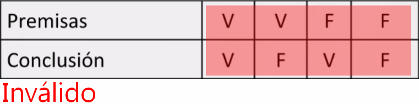 Premisas V V F F
Conclusión V F V F
Inválido